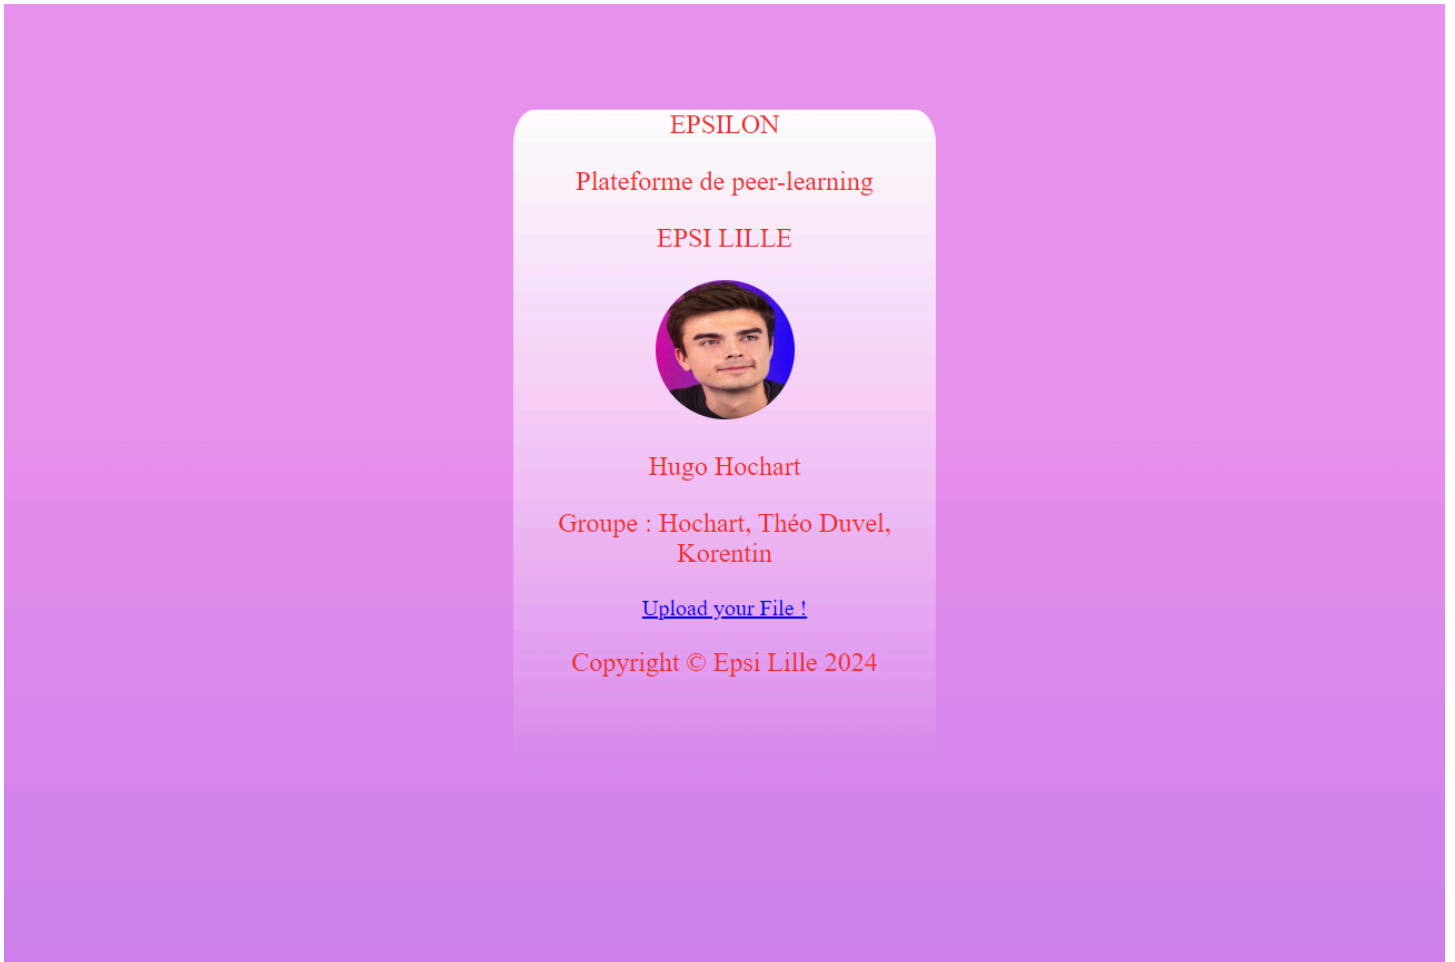 EPSILON
Plateforme de peer-learning
EPSI LILLE
Hugo Hochart
Groupe : Hochart, Théo Duvel,
Korentin
Upload your File !
Copyright © Epsi Lille 2024